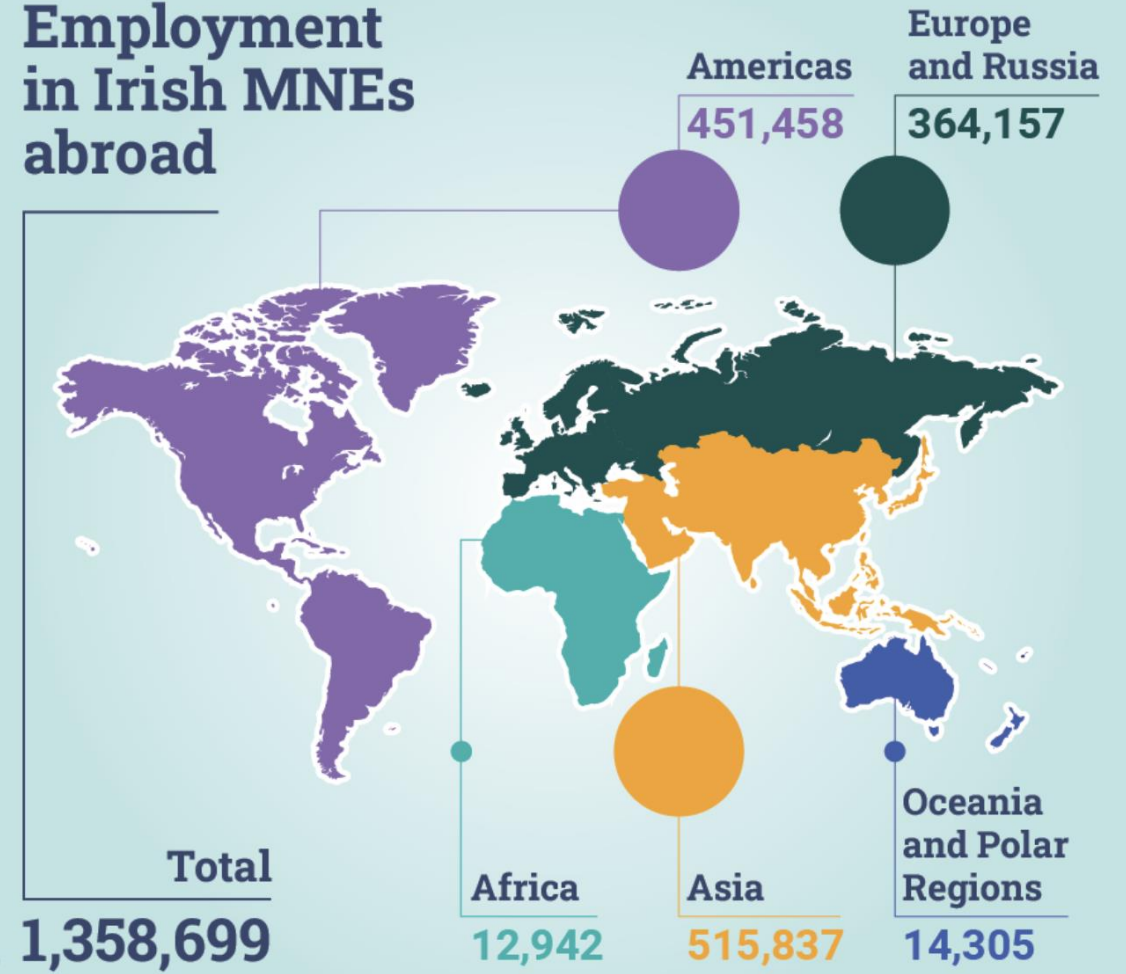 Employment
in Irish MNEs
abroad
Americas
451,458
Europe
and Russia
364,157
Total
1,358,699
Africa
12,942
Asia
515,837
Oceania
and Polar
Regions
14,305